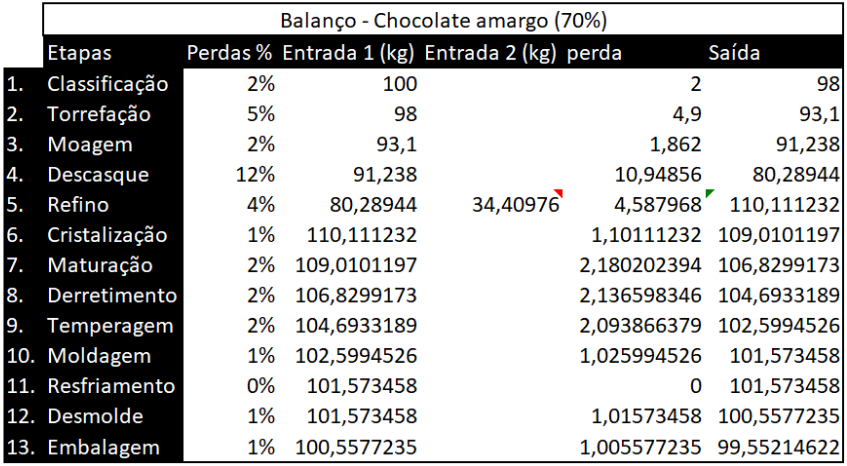 Balanço - Chocolate amargo (70%)
Etapas Perdas % Entrada 1 (kg) Entrada 2 (kg) perda Saída
1. Classificação 2% 100 2 98
2. Torrefação 5% 98 4,9 93,1
3. Moagem 2% 93,1 1,862 91,238
4. Descasque 12% 91,238 10,94856 80,28944
5. Refino 4% 80,28944 34,40976 4,587968 110,111232
6. Cristalização 1% 110,111232 1,10111232 109,0101197
7. Maturação 2% 109,0101197 2,180202394 106,8299173
8. Derretimento 2% 106,8299173 2,136598346 104,6933189
9. Temperagem 2% 104,6933189 2,093866379 102,5994526
10. Moldagem 1% 102,5994526 1,025994526 101,573458
11. Resfriamento 0% 101,573458 0 101,573458
12. Desmolde 1% 101,573458 1,01573458 100,5577235
13. Embalagem 1% 100,5577235 1,005577235 99,55214622